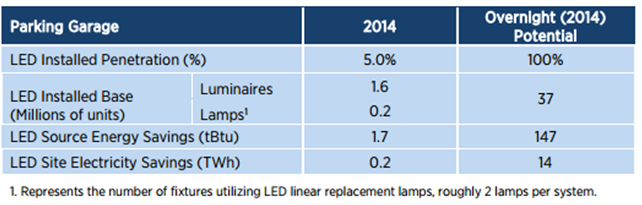 Parking Garage 2014 Overnight (2014) Potential
LED Installed Penetration (%) 5.0% 100%
LED Installed Base (Millions of units) Luminaires 1.6 37
Lamps¹ 0.2
LED Source Energy Savings (tBtu) 1.7 147
LED Site Electricity Savings (TWh) 0.2 14
1. Represents the number of fixtures utilizing LED linear replacement lamps, roughly 2 lamps per system.